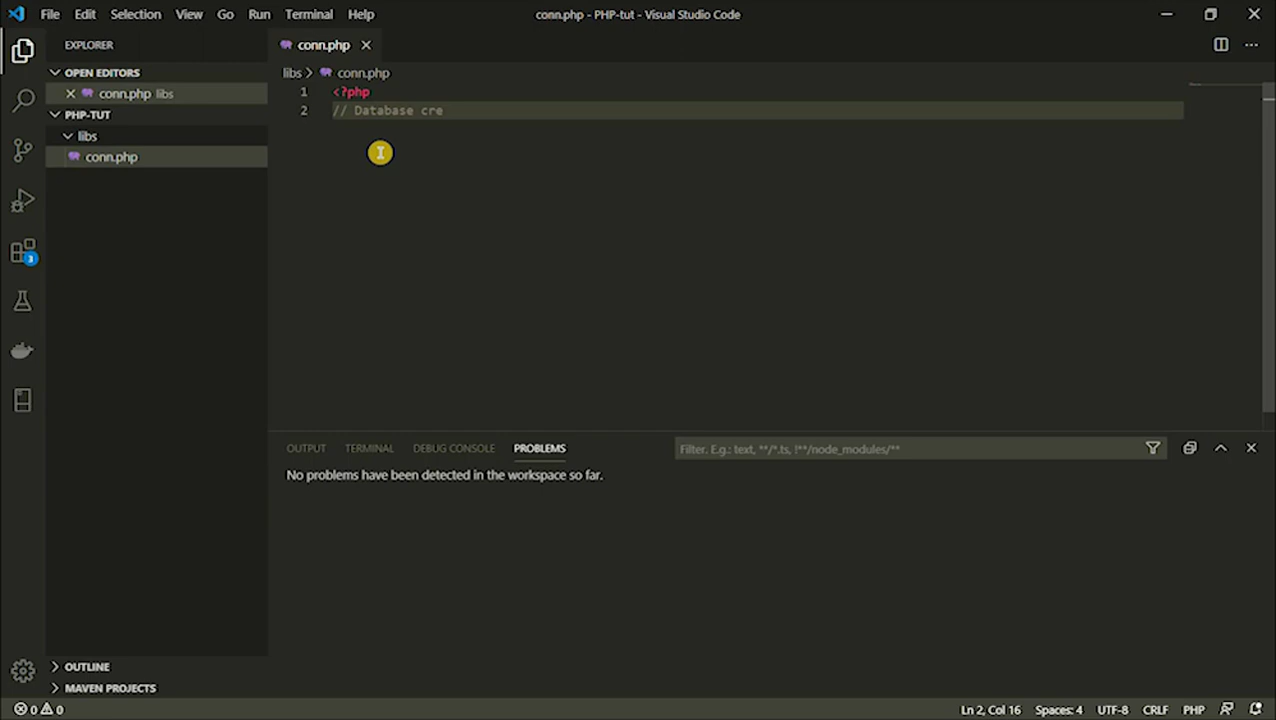 File Edit Selection View Go Run Terminal Help conn.php - PHP-tut - Visual Studio Code
EXPLORER
conn.php
OPEN EDITORS
conn.php libs
PHP-TUT
libs
conn.php
libs > conn.php
1 <?php
2 // Database cre
3
OUTPUT TERMINAL DEBUG CONSOLE PROBLEMS
Filter. E.g.: text, **/*.ts, !**/node_modules/**
No problems have been detected in the workspace so far.
OUTLINE
MAVEN PROJECTS
0 0 Ln 2, Col 16 Spaces: 4 UTF-8 CRLF PHP